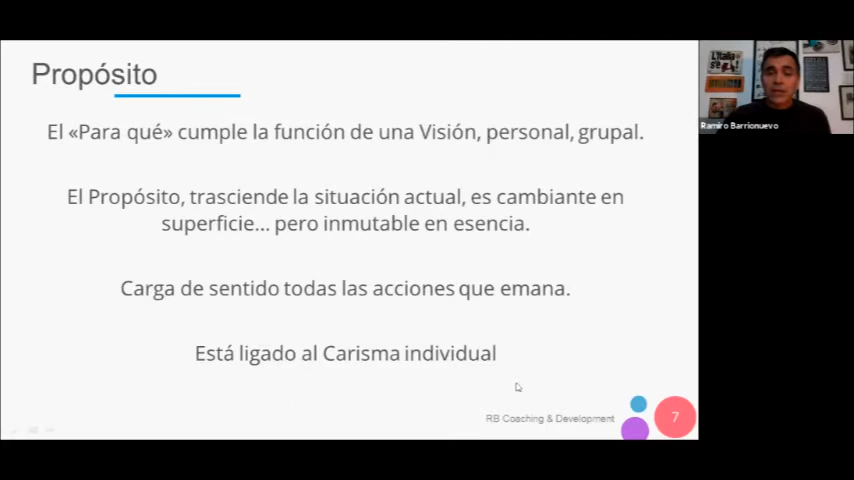 Propósito
El «Para qué» cumple la función de una Visión, personal, grupal.
El Propósito, trasciende la situación actual, es cambiante en
superficie... pero inmutable en esencia.
Carga de sentido todas las acciones que emana.
Está ligado al Carisma individual
RB Coaching & Development
7
L'Italia
Ramiro Barrionuevo